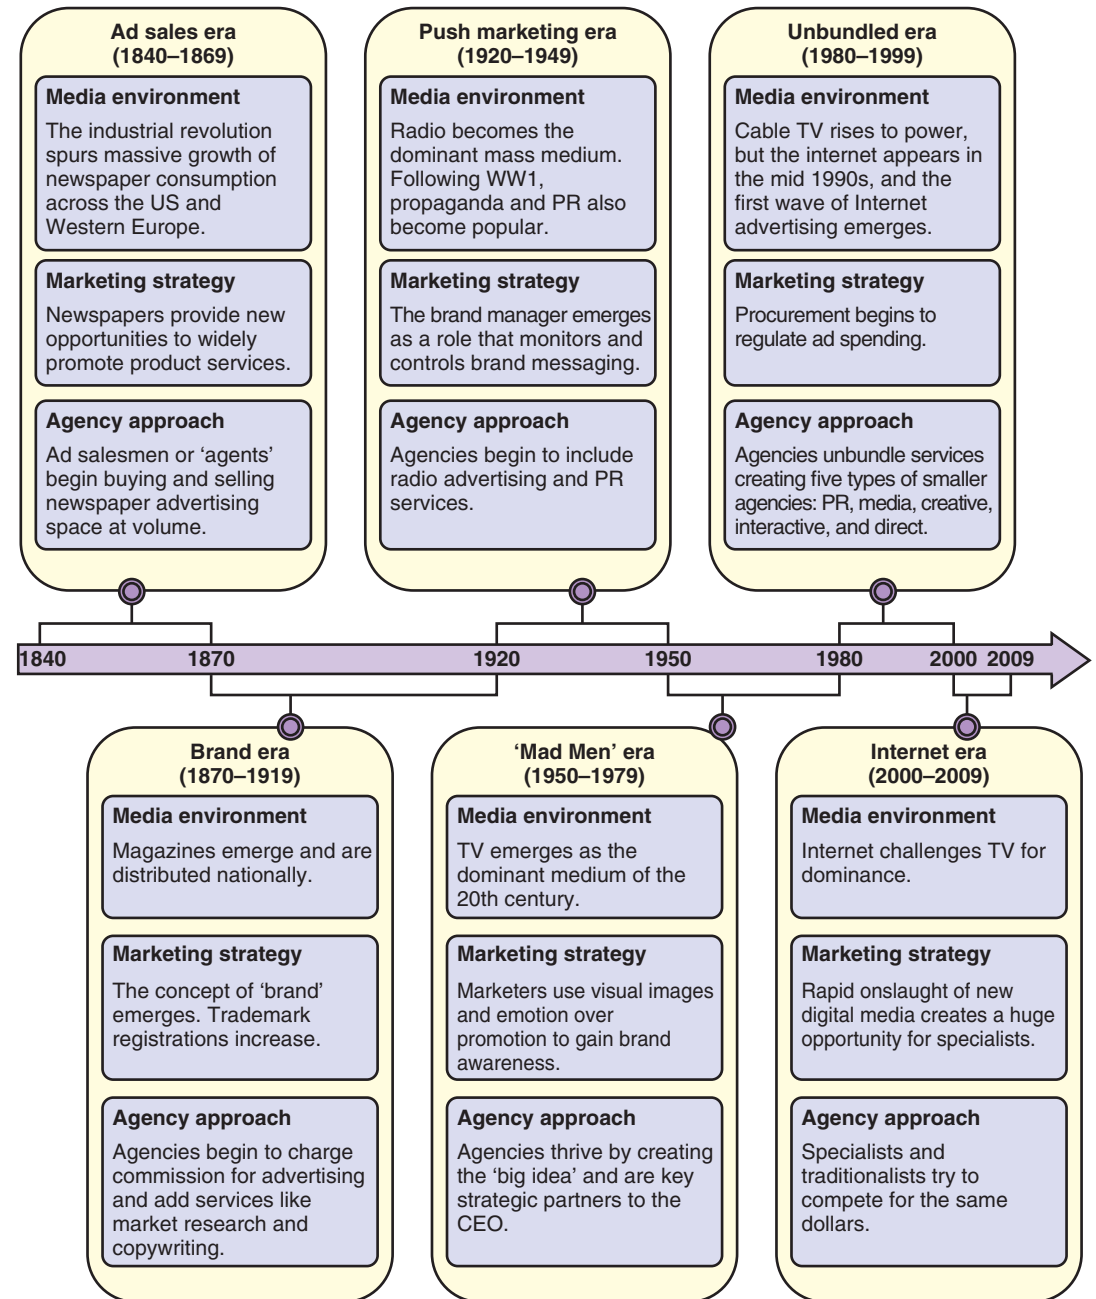 Ad sales era
(1840–1869)
Media environment
The industrial revolution
spurs massive growth of
newspaper consumption
across the US and
Western Europe.
Marketing strategy
Newspapers provide new
opportunities to widely
promote product services.
Agency approach
Ad salesmen or ‘agents’
begin buying and selling
newspaper advertising
space at volume.
Push marketing era
(1920–1949)
Media environment
Radio becomes the
dominant mass medium.
Following WW1,
propaganda and PR also
become popular.
Marketing strategy
The brand manager emerges
as a role that monitors and
controls brand messaging.
Agency approach
Agencies begin to include
radio advertising and PR
services.
Unbundled era
(1980–1999)
Media environment
Cable TV rises to power,
but the internet appears in
the mid 1990s, and the
first wave of Internet
advertising emerges.
Marketing strategy
Procurement begins to
regulate ad spending.
Agency approach
Agencies unbundle services
creating five types of smaller
agencies: PR, media, creative,
interactive, and direct.
1840 1870 1920 1950 1980 2000 2009
Brand era
(1870–1919)
Media environment
Magazines emerge and are
distributed nationally.
Marketing strategy
The concept of ‘brand’
emerges. Trademark
registrations increase.
Agency approach
Agencies begin to charge
commission for advertising
and add services like
market research and
copywriting.
‘Mad Men’ era
(1950–1979)
Media environment
TV emerges as the
dominant medium of the
20th century.
Marketing strategy
Marketers use visual images
and emotion over
promotion to gain brand
awareness.
Agency approach
Agencies thrive by creating
the ‘big idea’ and are key
strategic partners to the
CEO.
Internet era
(2000–2009)
Media environment
Internet challenges TV for
dominance.
Marketing strategy
Rapid onslaught of new
digital media creates a huge
opportunity for specialists.
Agency approach
Specialists and
traditionalists try to
compete for the same
dollars.